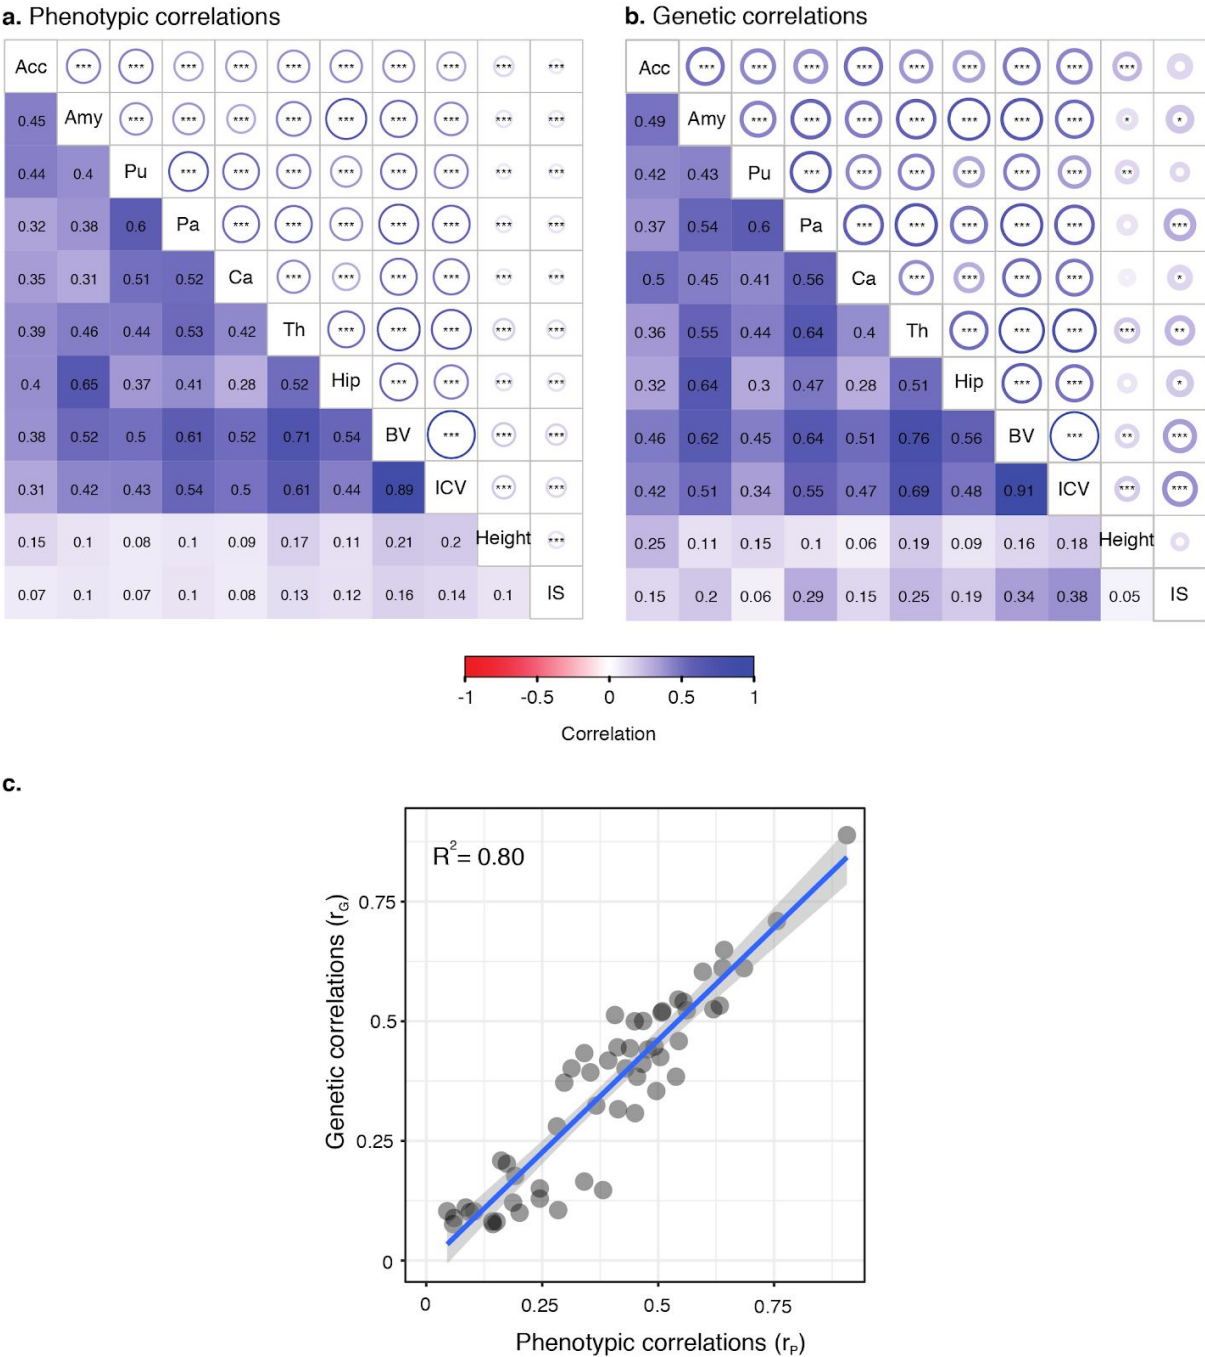 a. Phenotypic correlations
Acc *** *** *** *** *** *** *** *** *** ***
0.45 Amy *** *** *** *** *** *** *** *** ***
0.44 0.4 Pu *** *** *** *** *** *** *** ***
0.32 0.38 0.6 Pa *** *** *** *** *** *** ***
0.35 0.31 0.51 0.52 Ca *** *** *** *** *** ***
0.39 0.46 0.44 0.53 0.42 Th *** *** *** *** ***
0.4 0.65 0.37 0.41 0.28 0.52 Hip *** *** *** ***
0.38 0.52 0.5 0.61 0.52 0.71 0.54 BV *** *** ***
0.31 0.42 0.43 0.54 0.5 0.61 0.44 0.89 ICV *** ***
0.15 0.1 0.08 0.1 0.09 0.17 0.11 0.21 0.2 Height ***
0.07 0.1 0.07 0.1 0.08 0.13 0.12 0.16 0.14 0.1 IS
b. Genetic correlations
Acc *** *** *** *** *** *** *** *** ***
0.49 Amy *** *** *** *** *** *** *** * *
0.42 0.43 Pu *** *** *** *** *** *** **
0.37 0.54 0.6 Pa *** *** *** *** *** ***
0.5 0.45 0.41 0.56 Ca *** *** *** *** *
0.36 0.55 0.44 0.64 0.4 Th *** *** *** *** **
0.32 0.64 0.3 0.47 0.28 0.51 Hip *** *** *
0.46 0.62 0.45 0.64 0.51 0.76 0.56 BV *** ** ***
0.42 0.51 0.34 0.55 0.47 0.69 0.48 0.91 ICV *** ***
0.25 0.11 0.15 0.1 0.06 0.19 0.09 0.16 0.18 Height
0.15 0.2 0.06 0.29 0.15 0.25 0.19 0.34 0.38 0.05 IS
-1 -0.5 0 0.5 1
Correlation
c.
R²= 0.80
Genetic correlations (rG)
0.75
0.5
0.25
0
0 0.25 0.5 0.75
Phenotypic correlations (rP)